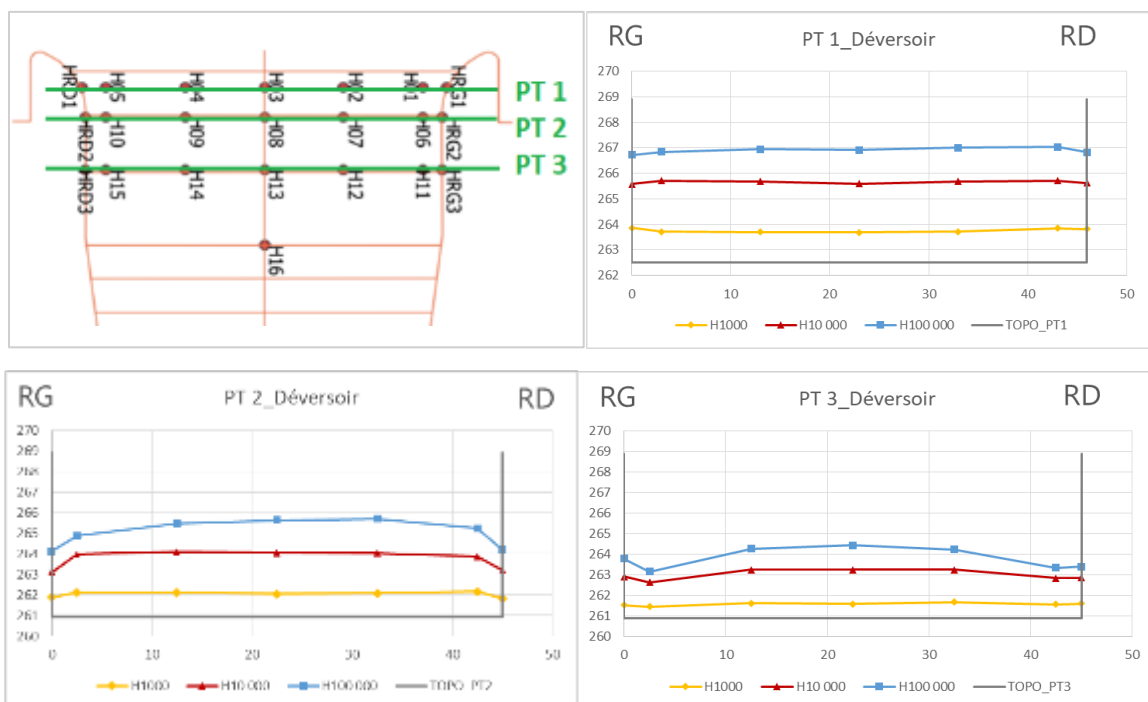 HRD1 H05 H04 H03 H02 H01 HRG1
PT 1
HRD2 H10 H09 H08 H07 H06 HRG2
PT 2
HRD3 H15 H14 H13 H12 H11 HRG3
PT 3
H16
RG PT 1_Déversoir RD
270
269
268
267
266
265
264
263
262
0 10 20 30 40 50
H1000 H10 000 H100 000 TOPO_PT1
RG PT 2_Déversoir RD
270
269
268
267
266
265
264
263
262
261
260
0 10 20 30 40 50
H1000 H10 000 H100 000 TOPO_PT2
RG PT 3_Déversoir RD
270
269
268
267
266
265
264
263
262
261
260
0 10 20 30 40 50
H1000 H10 000 H100 000 TOPO_PT3